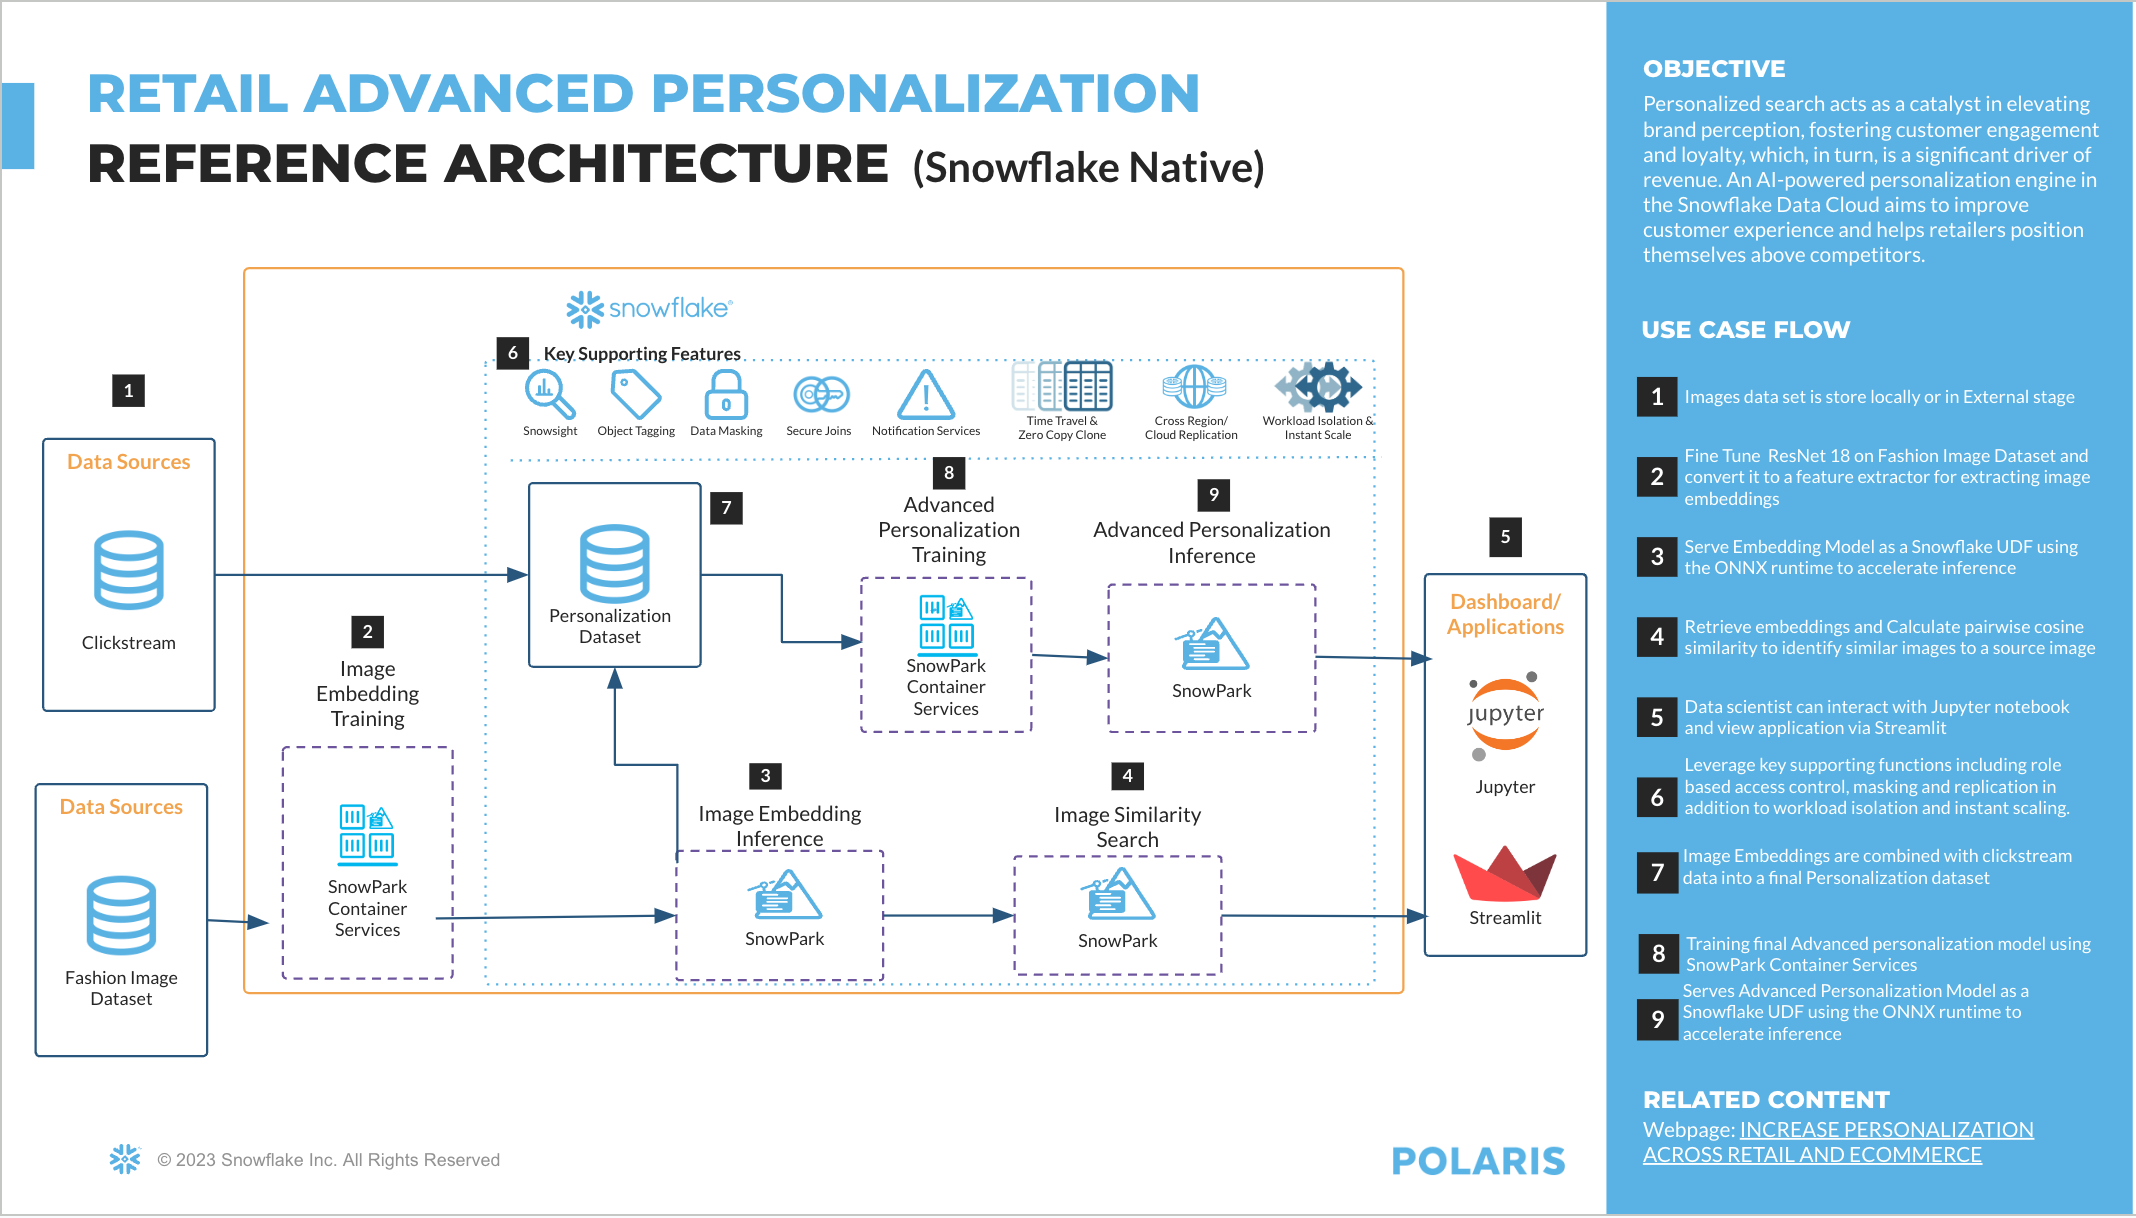 RETAIL ADVANCED PERSONALIZATION
REFERENCE ARCHITECTURE (Snowflake Native)
snowflake®
6 Key Supporting Features
Snowsight
Object Tagging
Data Masking
Secure Joins
Notification Services
Time Travel &
Zero Copy Clone
Cross Region/
Cloud Replication
Workload Isolation &
Instant Scale
1
Data Sources
Clickstream
Data Sources
Fashion Image
Dataset
2
Image
Embedding
Training
SnowPark
Container
Services
7
Personalization
Dataset
8
Advanced
Personalization
Training
SnowPark
Container
Services
9
Advanced Personalization
Inference
SnowPark
3
Image Embedding
Inference
SnowPark
4
Image Similarity
Search
SnowPark
5
Dashboard/
Applications
jupyter
Jupyter
Streamlit
© 2023 Snowflake Inc. All Rights Reserved
POLARIS
OBJECTIVE
Personalized search acts as a catalyst in elevating
brand perception, fostering customer engagement
and loyalty, which, in turn, is a significant driver of
revenue. An AI-powered personalization engine in
the Snowflake Data Cloud aims to improve
customer experience and helps retailers position
themselves above competitors.
USE CASE FLOW
1 Images data set is store locally or in External stage
2 Fine Tune ResNet 18 on Fashion Image Dataset and
convert it to a feature extractor for extracting image
embeddings
3 Serve Embedding Model as a Snowflake UDF using
the ONNX runtime to accelerate inference
4 Retrieve embeddings and Calculate pairwise cosine
similarity to identify similar images to a source image
5 Data scientist can interact with Jupyter notebook
and view application via Streamlit
6 Leverage key supporting functions including role
based access control, masking and replication in
addition to workload isolation and instant scaling.
7 Image Embeddings are combined with clickstream
data into a final Personalization dataset
8 Training final Advanced personalization model using
SnowPark Container Services
9 Serves Advanced Personalization Model as a
Snowflake UDF using the ONNX runtime to
accelerate inference
RELATED CONTENT
Webpage: INCREASE PERSONALIZATION
ACROSS RETAIL AND ECOMMERCE